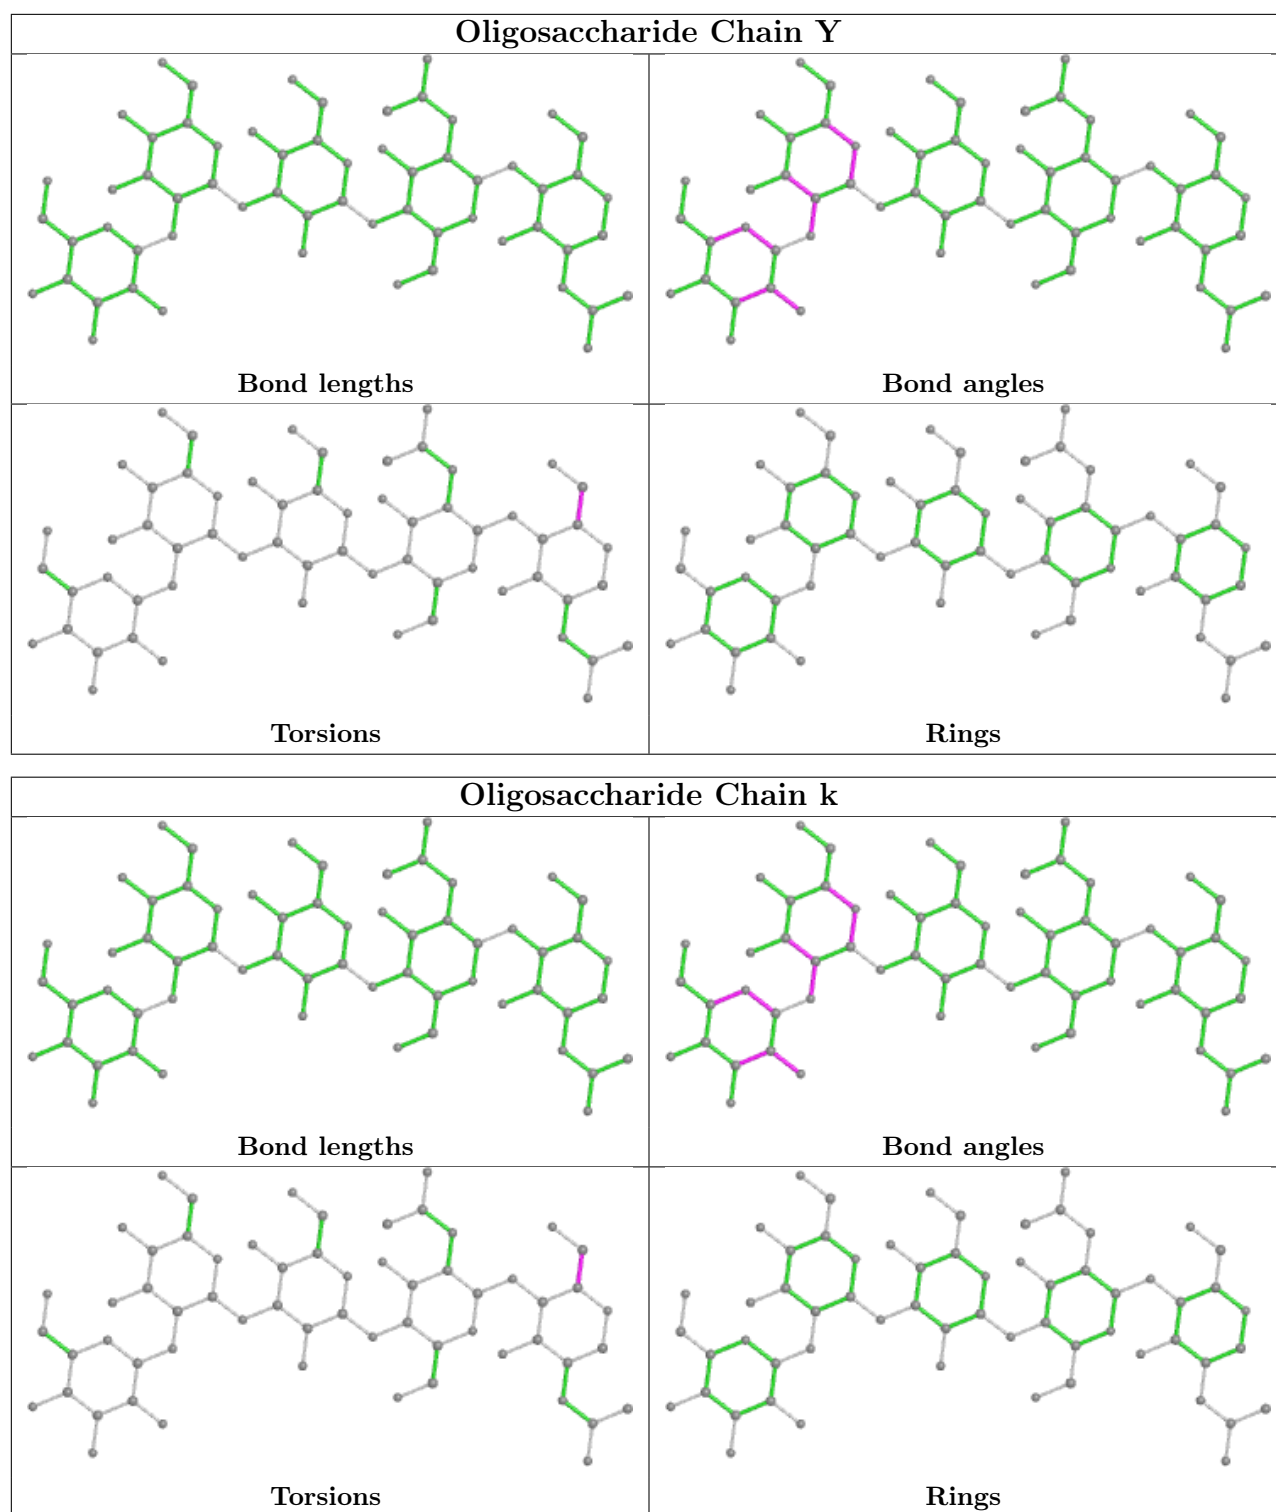 Oligosaccharide Chain Y
Bond lengths
Bond angles
Torsions
Rings
Oligosaccharide Chain k
Bond lengths
Bond angles
Torsions
Rings